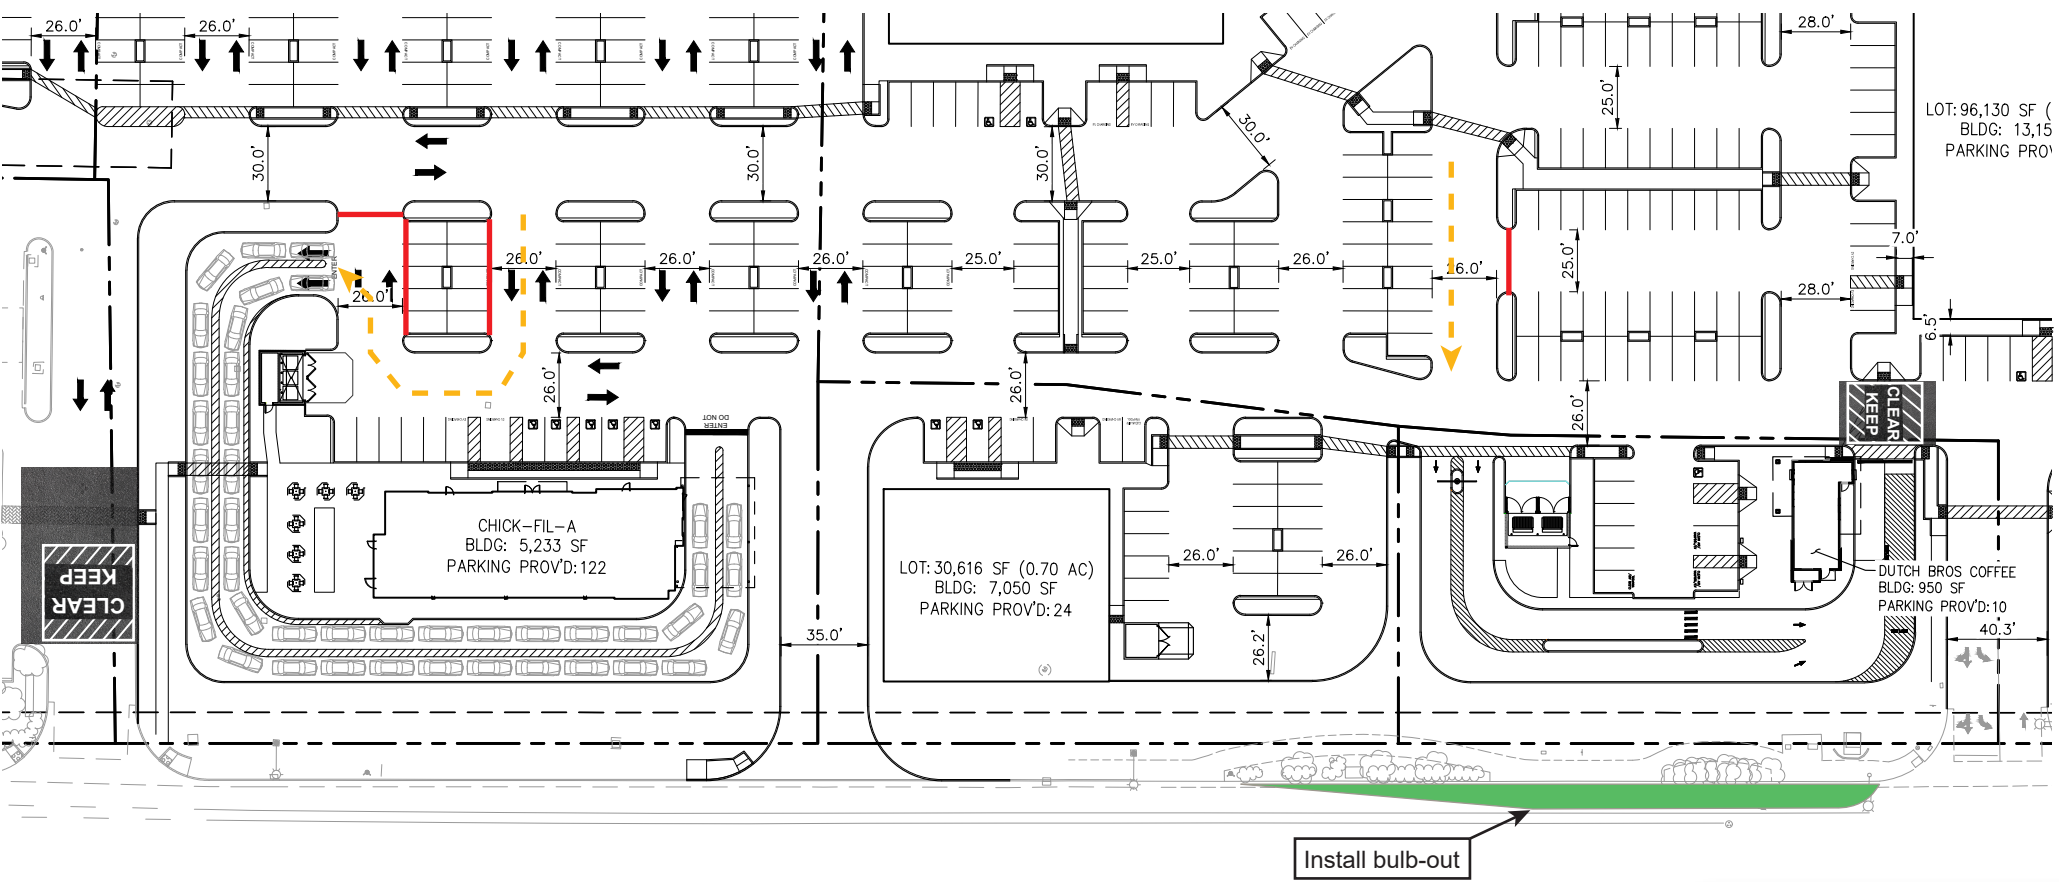 26.0'
26.0'
28.0'
25.0'
LOT: 96,130 SF (
BLDG: 13,15
PARKING PROV
30.0'
30.0'
30.0'
30.0'
7.0'
ENTER
26.0'
26.0'
26.0'
26.0'
25.0'
25.0'
26.0'
26.0'
25.0'
28.0'
6.5'
26.0'
26.0'
26.0'
DO NOT
ENTER
KEEP
CLEAR
CHICK-FIL-A
BLDG: 5,233 SF
PARKING PROV'D: 122
LOT: 30,616 SF (0.70 AC)
BLDG: 7,050 SF
PARKING PROV'D: 24
26.0'
26.0'
26.2'
DUTCH BROS COFFEE
BLDG: 950 SF
PARKING PROV'D: 10
KEEP
CLEAR
35.0'
40.3'
Install bulb-out